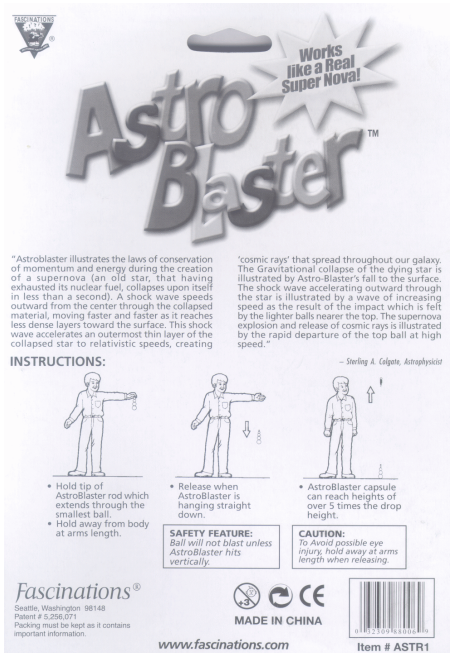 FASCINATIONS
®
Works
like a Real
Super Nova!
Astro
Blaster™
"Astroblaster illustrates the laws of conservation
of momentum and energy during the creation
of a supernova (an old star, that having
exhausted its nuclear fuel, collapses upon itself
in less than a second). A shock wave speeds
outward from the center through the collapsed
material, moving faster and faster as it reaches
less dense layers toward the surface. This shock
wave accelerates an outermost thin layer of the
collapsed star to relativistic speeds, creating
'cosmic rays' that spread throughout our galaxy.
The Gravitational collapse of the dying star is
illustrated by Astro-Blaster's fall to the surface.
The shock wave accelerating outward through
the star is illustrated by a wave of increasing
speed as the result of the impact which is felt
by the lighter balls nearer the top. The supernova
explosion and release of cosmic rays is illustrated
by the rapid departure of the top ball at high
speed."
– Sterling A. Colgate, Astrophysicist
INSTRUCTIONS:
• Hold tip of
AstroBlaster rod which
extends through the
smallest ball.
• Hold away from body
at arms length.
• Release when
AstroBlaster is
hanging straight
down.
• AstroBlaster capsule
can reach heights of
over 5 times the drop
height.
SAFETY FEATURE:
Ball will not blast unless
AstroBlaster hits
vertically.
CAUTION:
To Avoid possible eye
injury, hold away at arms
length when releasing.
Fascinations®
Seattle, Washington 98148
Patent # 5,256,071
Packing must be kept as it contains
important information.
+3
CE
MADE IN CHINA
www.fascinations.com
0 32309 68006 9
Item # ASTR1